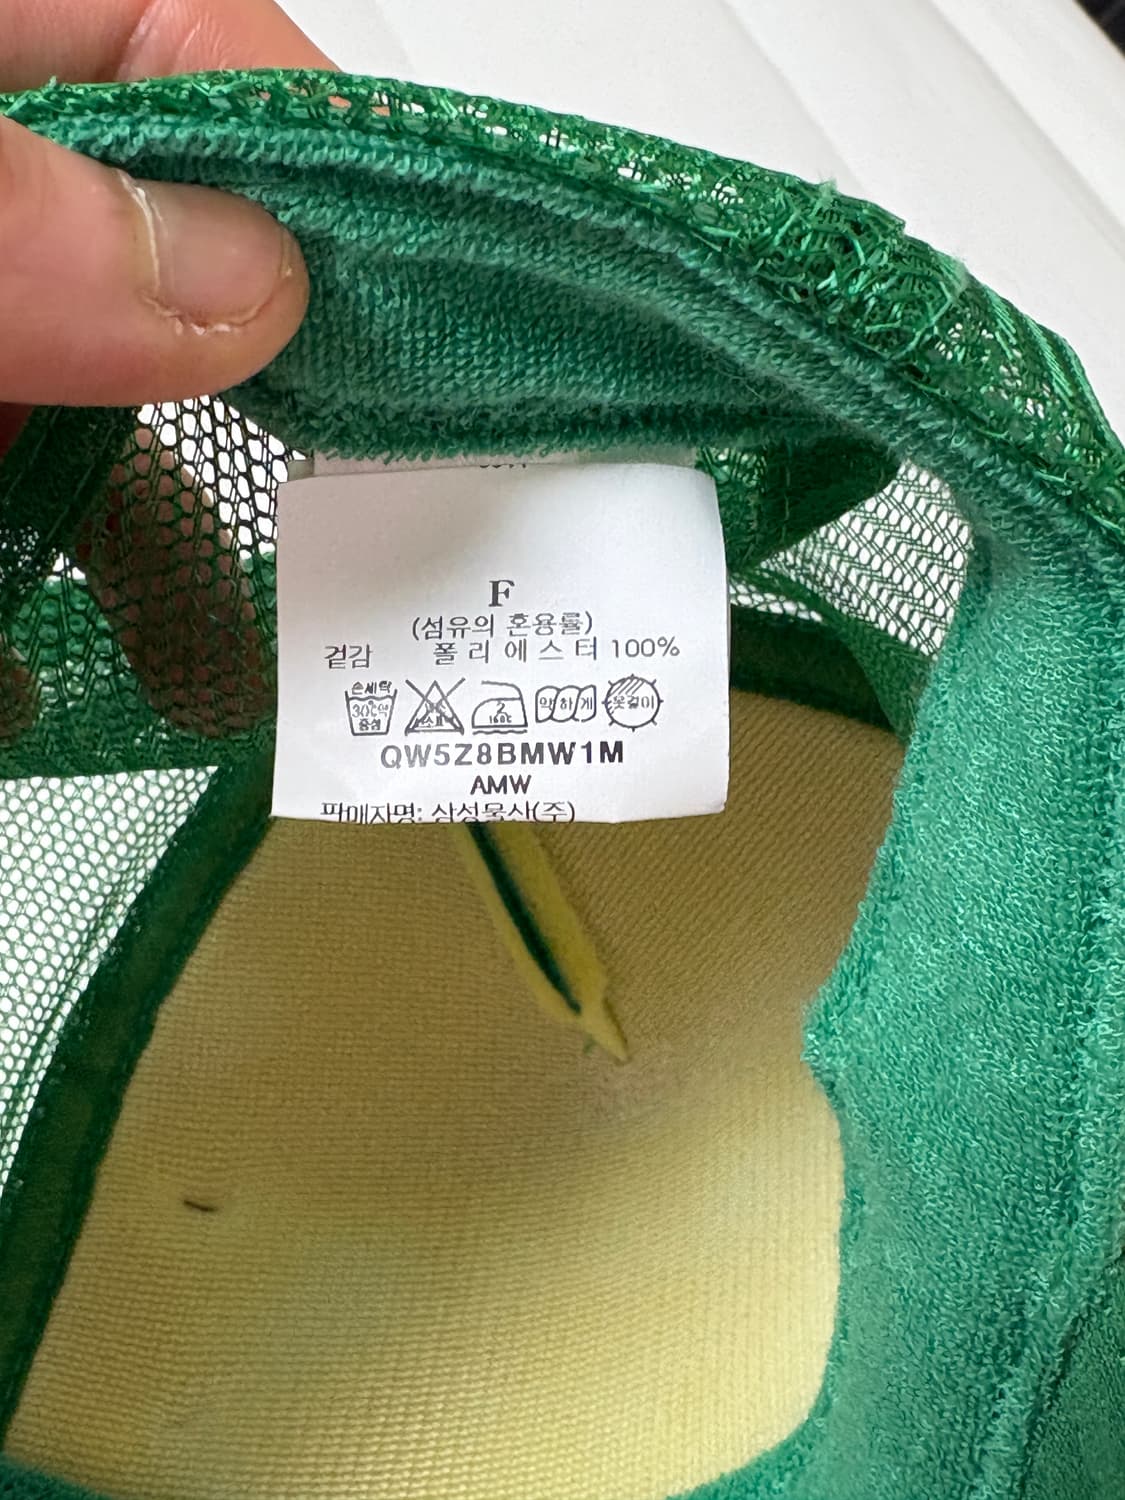 F
(섬유의 혼용률)
겉감 폴리에스터 100%
손세탁
30℃
중성
2
160℃
약하게
옷걸이
QW5Z8BMW1M
AMW
판매자명: 삼성물산(주)